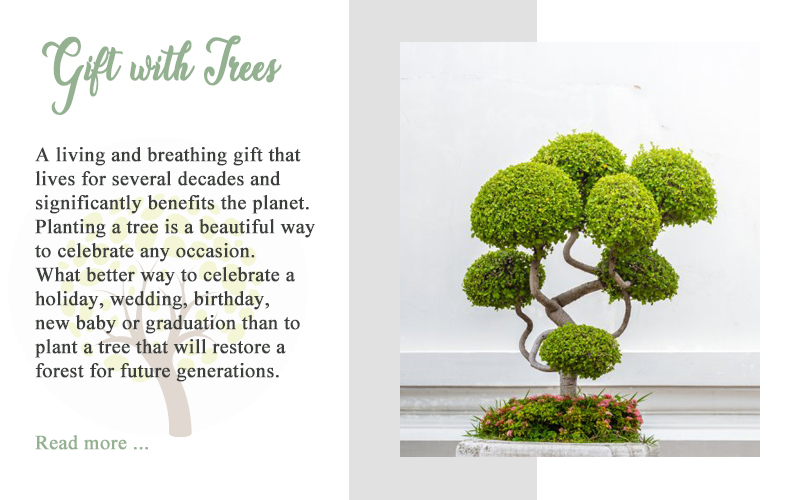 Gift with Trees
A living and breathing gift that
lives for several decades and
significantly benefits the planet.
Planting a tree is a beautiful way
to celebrate any occasion.
What better way to celebrate a
holiday, wedding, birthday,
new baby or graduation than to
plant a tree that will restore a
forest for future generations.
Read more ...